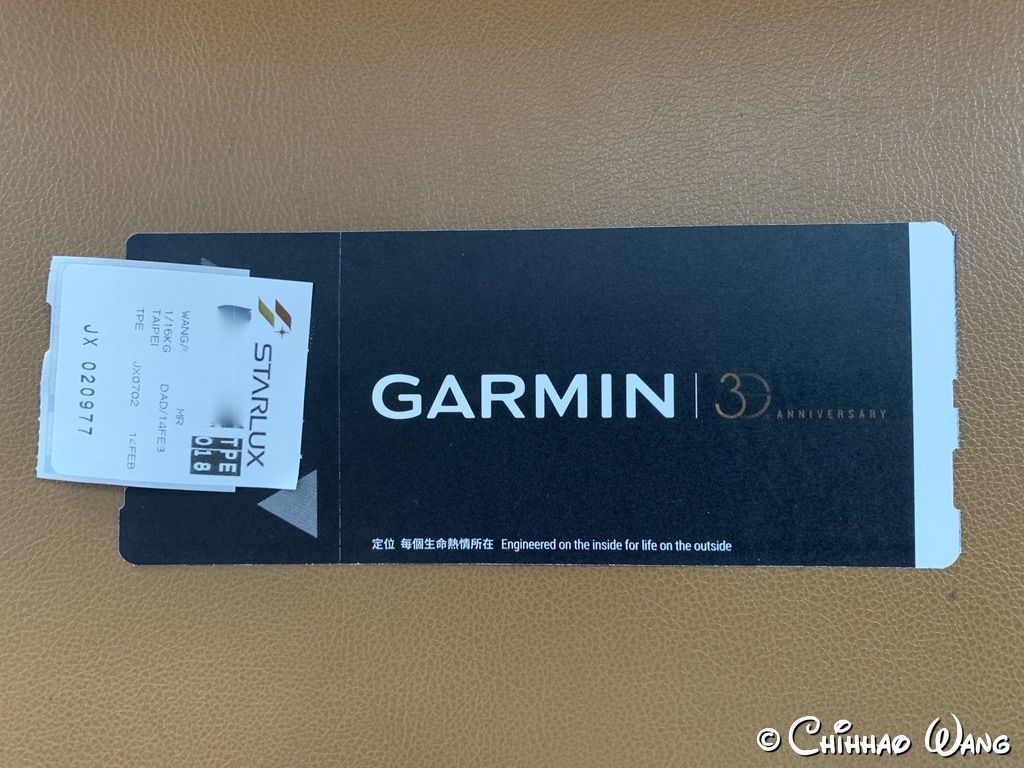 STARLUX
TPE
018
WANG/
MR
1/16KG DAD/14FEB
TAIPEI
TPE JX0702 14FEB
JX 020977
GARMIN | 30 ANNIVERSARY
定位 每個生命熱情所在 Engineered on the inside for life on the outside
© Chihhao Wang